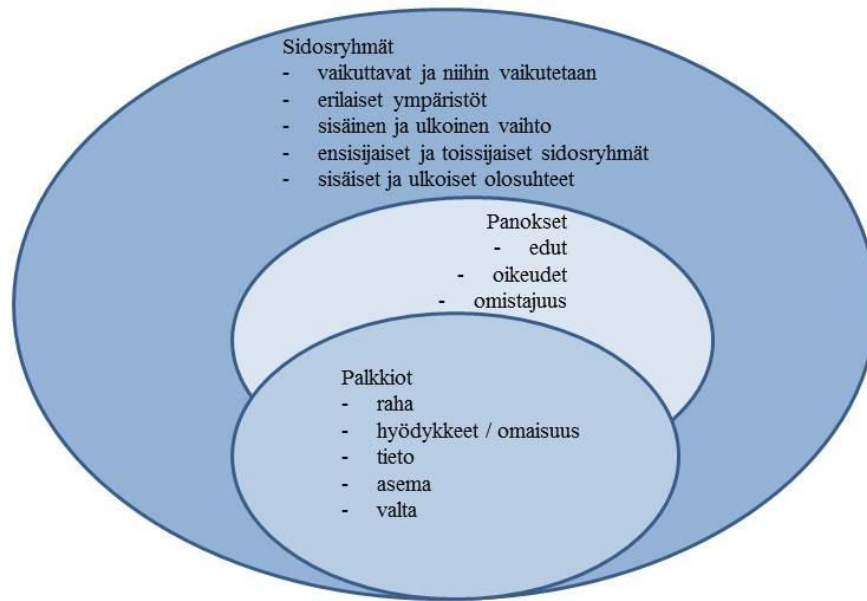 Sidosryhmät
- vaikuttavat ja niihin vaikutetaan
- erilaiset ympäristöt
- sisäinen ja ulkoinen vaihto
- ensisijaiset ja toissijaiset sidosryhmät
- sisäiset ja ulkoiset olosuhteet
Panokset
- edut
- oikeudet
- omistajuus
Palkkiot
- raha
- hyödykkeet / omaisuus
- tieto
- asema
- valta